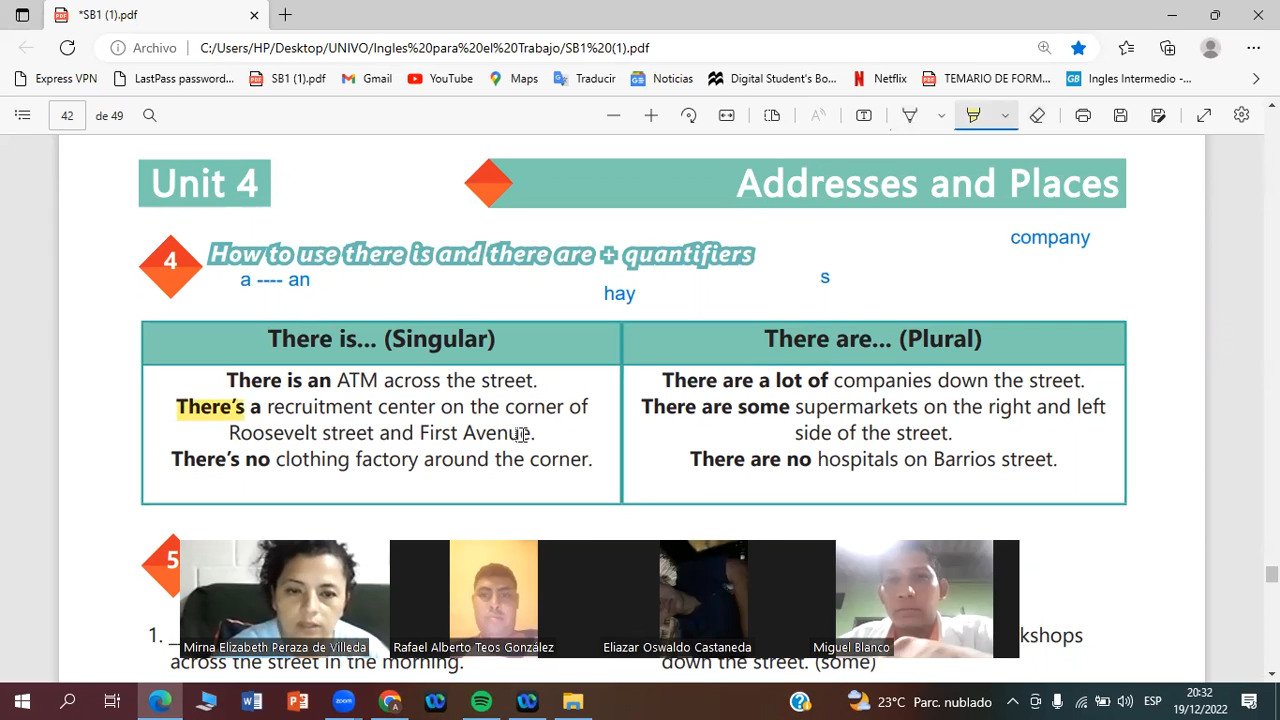 *SB1 (1).pdf
Archivo C:/Users/HP/Desktop/UNIVO/Ingles%20para%20el%20Trabajo/SB1%20(1).pdf
Express VPN LastPass password... SB1 (1).pdf Gmail YouTube Maps Traducir Noticias Digital Student's Bo... Netflix TEMARIO DE FORM... Ingles Intermedio -...
42 de 49
Unit 4 Addresses and Places
company
4 How to use there is and there are + quantifiers
a ---- an hay s
There is... (Singular) There are... (Plural)
There is an ATM across the street. There are a lot of companies down the street.
There's a recruitment center on the corner of There are some supermarkets on the right and left
Roosevelt street and First Avenue. side of the street.
There's no clothing factory around the corner. There are no hospitals on Barrios street.
5
1. kshops
across the street in the morning. down the street. (some)
Mirna Elizabeth Peraza de Villeda Rafael Alberto Teos González Eliazar Oswaldo Castaneda Miguel Blanco
23°C Parc. nublado ESP 20:32
19/12/2022